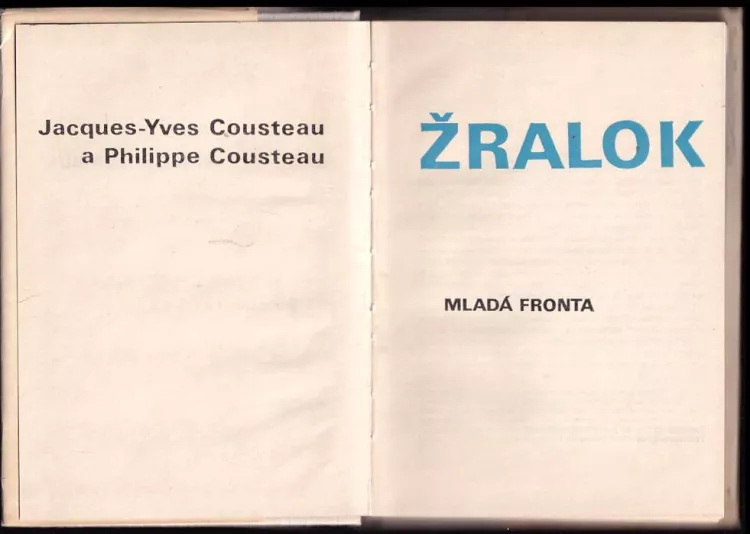 Jacques-Yves Cousteau
a Philippe Cousteau
ŽRALOK
MLADÁ FRONTA